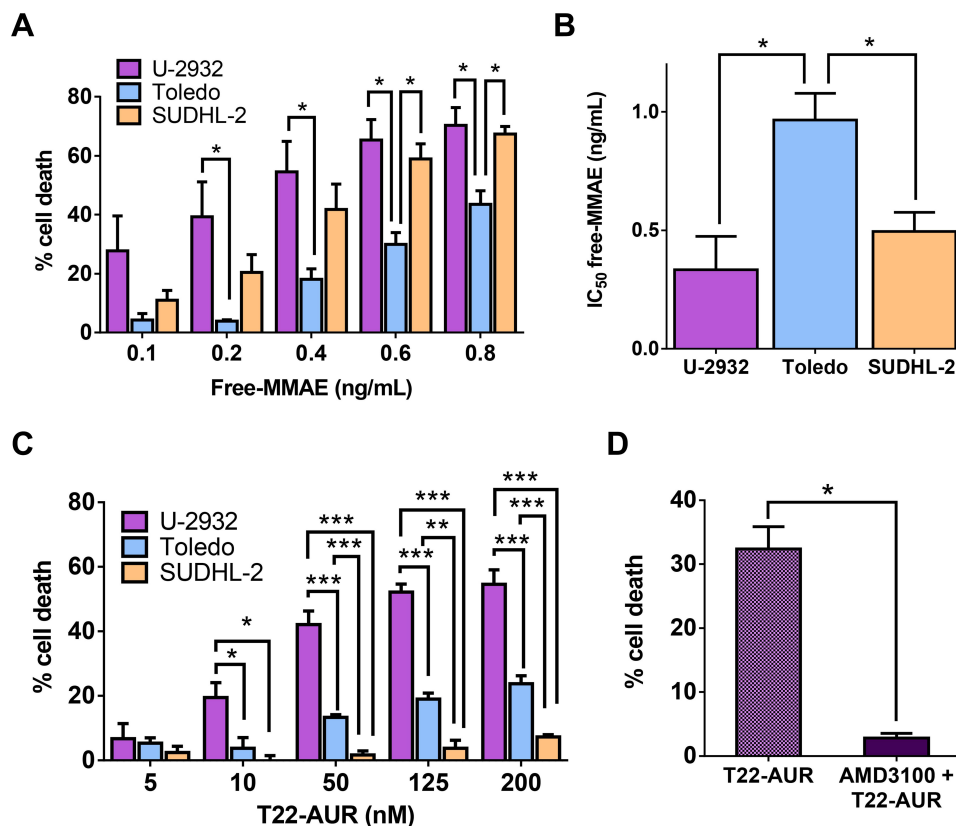 A
U-2932
Toledo
SUDHL-2
% cell death
80
60
40
20
0
* * * * * *
0.1 0.2 0.4 0.6 0.8
Free-MMAE (ng/mL)
B
IC50 free-MMAE (ng/mL)
* *
1.0
0.5
0.0
U-2932 Toledo SUDHL-2
C
U-2932
Toledo
SUDHL-2
% cell death
80
60
40
20
0
* *
*** *** ***
*** ** ***
*** *** ***
5 10 50 125 200
T22-AUR (nM)
D
% cell death
*
40
30
20
10
0
T22-AUR AMD3100 +
T22-AUR